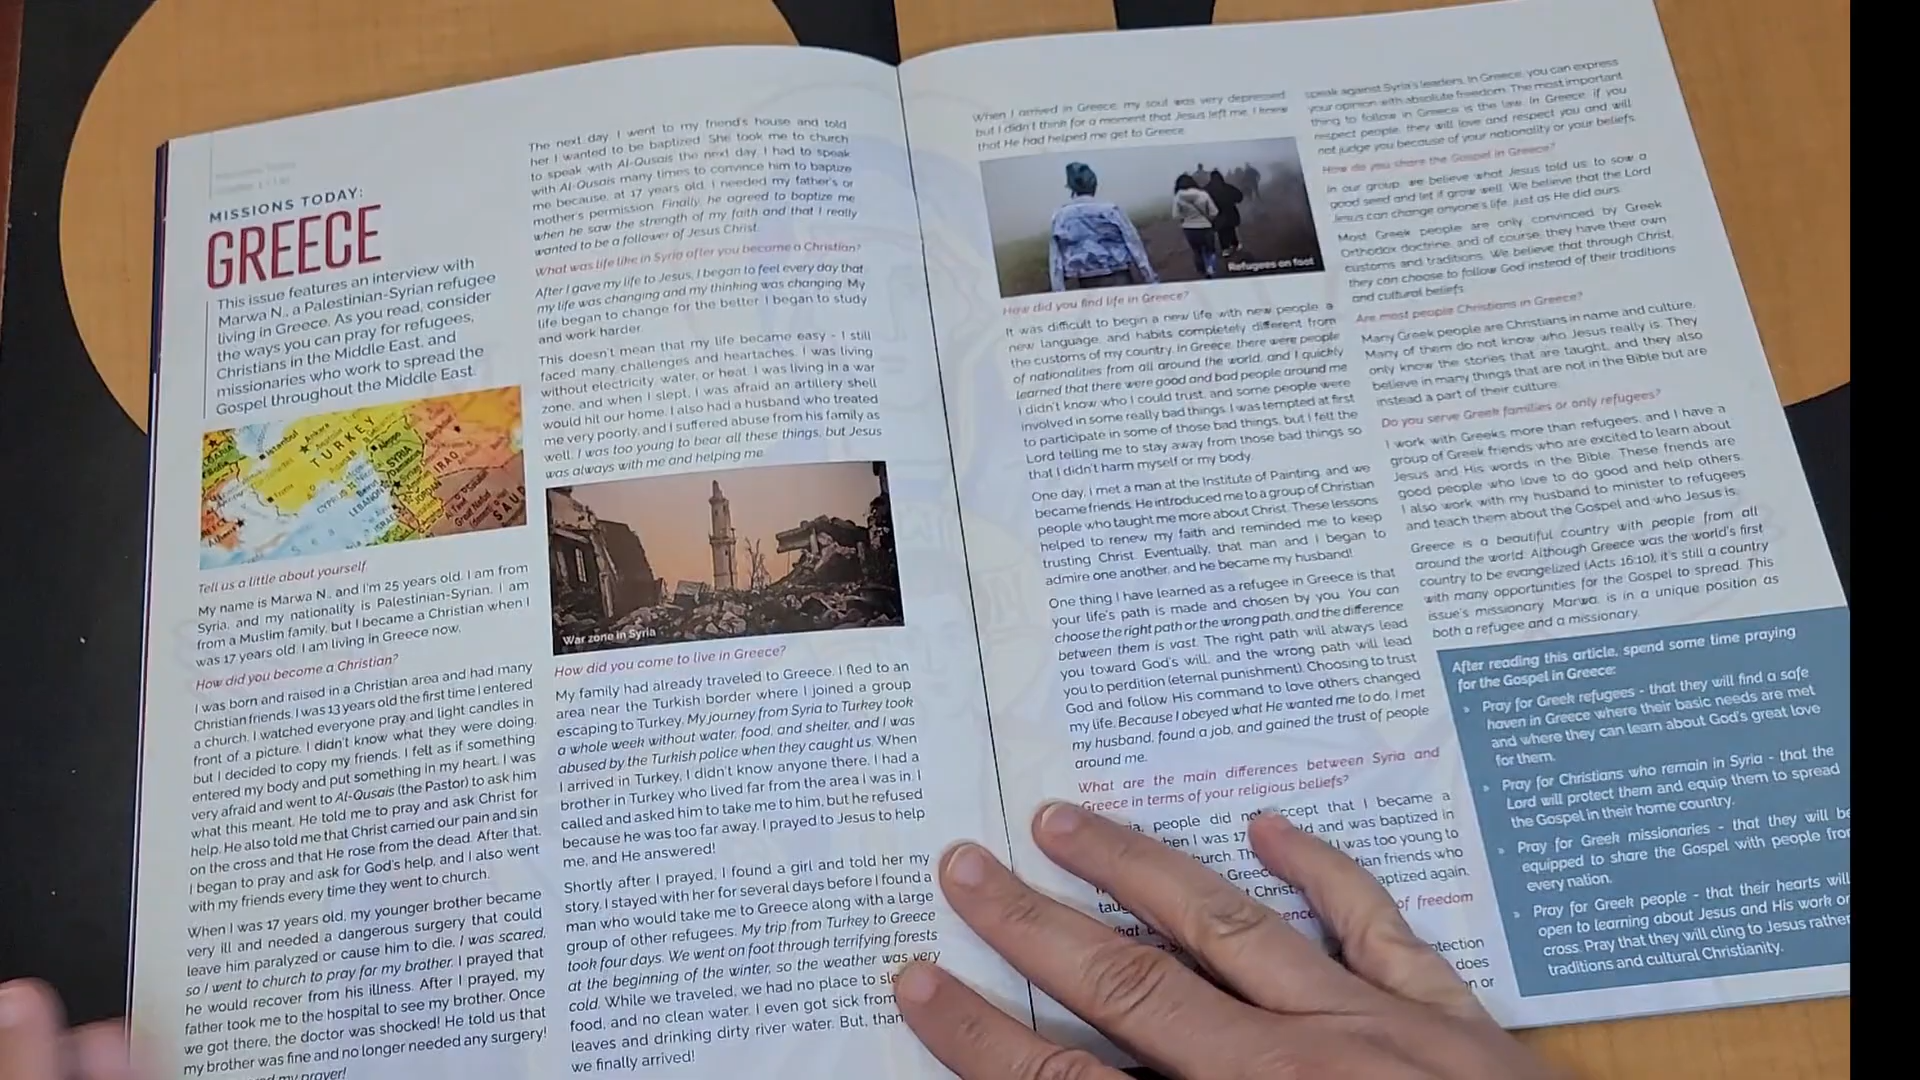 MISSIONS TODAY:
GREECE
This issue features an interview with
Marwa N., a Palestinian-Syrian refugee
living in Greece. As you read, consider
the ways you can pray for refugees,
Christians in the Middle East, and
missionaries who work to spread the
Gospel throughout the Middle East.
Istanbul
Ankara
TURKEY
CYPRUS
SYRIA
LEBANON
IRAQ
Tell us a little about yourself.
My name is Marwa N., and I'm 25 years old. I am from
Syria, and my nationality is Palestinian-Syrian. I am
from a Muslim family, but I became a Christian when I
was 17 years old. I am living in Greece now.
How did you become a Christian?
I was born and raised in a Christian area and had many
Christian friends. I was 13 years old the first time I entered
a church. I watched everyone pray and light candles in
front of a picture. I didn't know what they were doing,
but I decided to copy my friends. I felt as if something
entered my body and put something in my heart. I was
very afraid and went to Al-Qusais (the Pastor) to ask him
what this meant. He told me to pray and ask Christ for
help. He also told me that Christ carried our pain and sin
on the cross and that He rose from the dead. After that,
I began to pray and ask for God's help, and I also went
with my friends every time they went to church.
When I was 17 years old, my younger brother became
very ill and needed a dangerous surgery that could
leave him paralyzed or cause him to die. I was scared,
so I went to church to pray for my brother. I prayed that
he would recover from his illness. After I prayed, my
father took me to the hospital to see my brother. Once
we got there, the doctor was shocked! He told us that
my brother was fine and no longer needed any surgery!
my prayer!
The next day, I went to my friend's house and told
her I wanted to be baptized. She took me to church
to speak with Al-Qusais the next day. I had to speak
with Al-Qusais many times to convince him to baptize
me because, at 17 years old, I needed my father's or
mother's permission. Finally, he agreed to baptize me
when he saw the strength of my faith and that I really
wanted to be a follower of Jesus Christ.
What was life like in Syria after you became a Christian?
After I gave my life to Jesus, I began to feel every day that
my life was changing and my thinking was changing. My
life began to change for the better. I began to study
and work harder.
This doesn't mean that my life became easy - I still
faced many challenges and heartaches. I was living
without electricity, water, or heat. I was living in a war
zone, and when I slept, I was afraid an artillery shell
would hit our home. I also had a husband who treated
me very poorly, and I suffered abuse from his family as
well. I was too young to bear all these things, but Jesus
was always with me and helping me.
War zone in Syria
How did you come to live in Greece?
My family had already traveled to Greece. I fled to an
area near the Turkish border where I joined a group
escaping to Turkey. My journey from Syria to Turkey took
a whole week without water, food, and shelter, and I was
abused by the Turkish police when they caught us. When
I arrived in Turkey, I didn't know anyone there. I had a
brother in Turkey who lived far from the area I was in. I
called and asked him to take me to him, but he refused
because he was too far away. I prayed to Jesus to help
me, and He answered!
Shortly after I prayed, I found a girl and told her my
story. I stayed with her for several days before I found a
man who would take me to Greece along with a large
group of other refugees. My trip from Turkey to Greece
took four days. We went on foot through terrifying forests
at the beginning of the winter, so the weather was very
cold. While we traveled, we had no place to
food, and no clean water. I even got sick from
leaves and drinking dirty river water. But,
we finally arrived!
When I arrived in Greece, my soul was very depressed
but I didn't think for a moment that Jesus left me. I knew
that He had helped me get to Greece.
Refugees on foot
How did you find life in Greece?
It was difficult to begin a new life with new people, a
new language, and habits completely different from
the customs of my country. In Greece, there were people
of nationalities from all around the world, and I quickly
learned that there were good and bad people around me.
I didn't know who I could trust, and some people were
involved in some really bad things. I was tempted at first
to participate in some of those bad things, but I felt the
Lord telling me to stay away from those bad things so
that I didn't harm myself or my body.
One day, I met a man at the Institute of Painting, and we
became friends. He introduced me to a group of Christian
people who taught me more about Christ. These lessons
helped to renew my faith and reminded me to keep
trusting Christ. Eventually, that man and I began to
admire one another, and he became my husband!
One thing I have learned as a refugee in Greece is that
your life's path is made and chosen by you. You can
choose the right path or the wrong path, and the difference
between them is vast. The right path will always lead
you toward God's will, and the wrong path will lead
you to perdition (eternal punishment). Choosing to trust
God and follow His command to love others changed
my life. Because I obeyed what He wanted me to do, I met
my husband, found a job, and gained the trust of people
around me.
What are the main differences between Syria and
Greece in terms of your religious beliefs?
people did not accept that I became a
when I was 17 and was baptized in
church. I was too young to
friends who
Christ, baptized again.
of freedom
does
or
speak against Syria's leaders. In Greece, you can express
your opinion with absolute freedom. The most important
thing to follow in Greece is the law. In Greece, if you
respect people, they will love and respect you and will
not judge you because of your nationality or your beliefs.
How do you share the Gospel in Greece?
In our group, we believe what Jesus told us: to sow a
good seed and let it grow well. We believe that the Lord
Jesus can change anyone's life, just as He did ours.
Most Greek people are only convinced by Greek
Orthodox doctrine, and of course, they have their own
customs and traditions. We believe that through Christ,
they can choose to follow God instead of their traditions
and cultural beliefs.
Are most people Christians in Greece?
Many Greek people are Christians in name and culture.
Many of them do not know who Jesus really is. They
only know the stories that are taught, and they also
believe in many things that are not in the Bible but are
instead a part of their culture.
Do you serve Greek families or only refugees?
I work with Greeks more than refugees, and I have a
group of Greek friends who are excited to learn about
Jesus and His words in the Bible. These friends are
good people who love to do good and help others.
I also work with my husband to minister to refugees
and teach them about the Gospel and who Jesus is.
Greece is a beautiful country with people from all
around the world. Although Greece was the world's first
country to be evangelized (Acts 16:10), it's still a country
with many opportunities for the Gospel to spread. This
issue's missionary, Marwa, is in a unique position as
both a refugee and a missionary.
After reading this article, spend some time praying
for the Gospel in Greece:
» Pray for Greek refugees - that they will find a safe
haven in Greece where their basic needs are met
and where they can learn about God's great love
for them.
» Pray for Christians who remain in Syria - that the
Lord will protect them and equip them to spread
the Gospel in their home country.
» Pray for Greek missionaries - that they will be
equipped to share the Gospel with people from
every nation.
» Pray for Greek people - that their hearts will
open to learning about Jesus and His work on
cross. Pray that they will cling to Jesus rather
traditions and cultural Christianity.